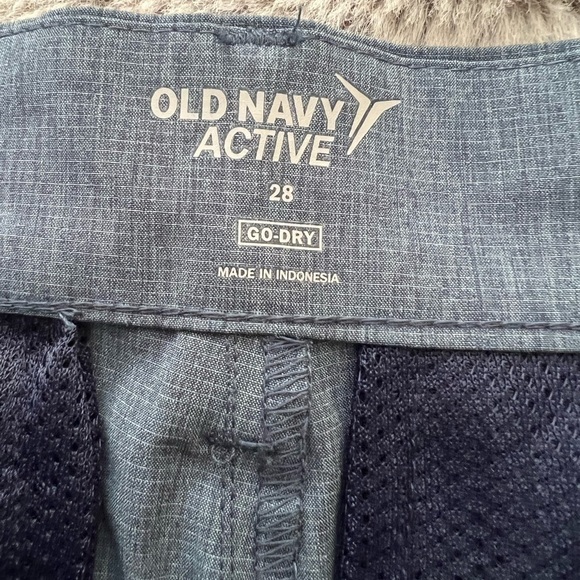 OLD NAVY
ACTIVE
28
GO-DRY
MADE IN INDONESIA